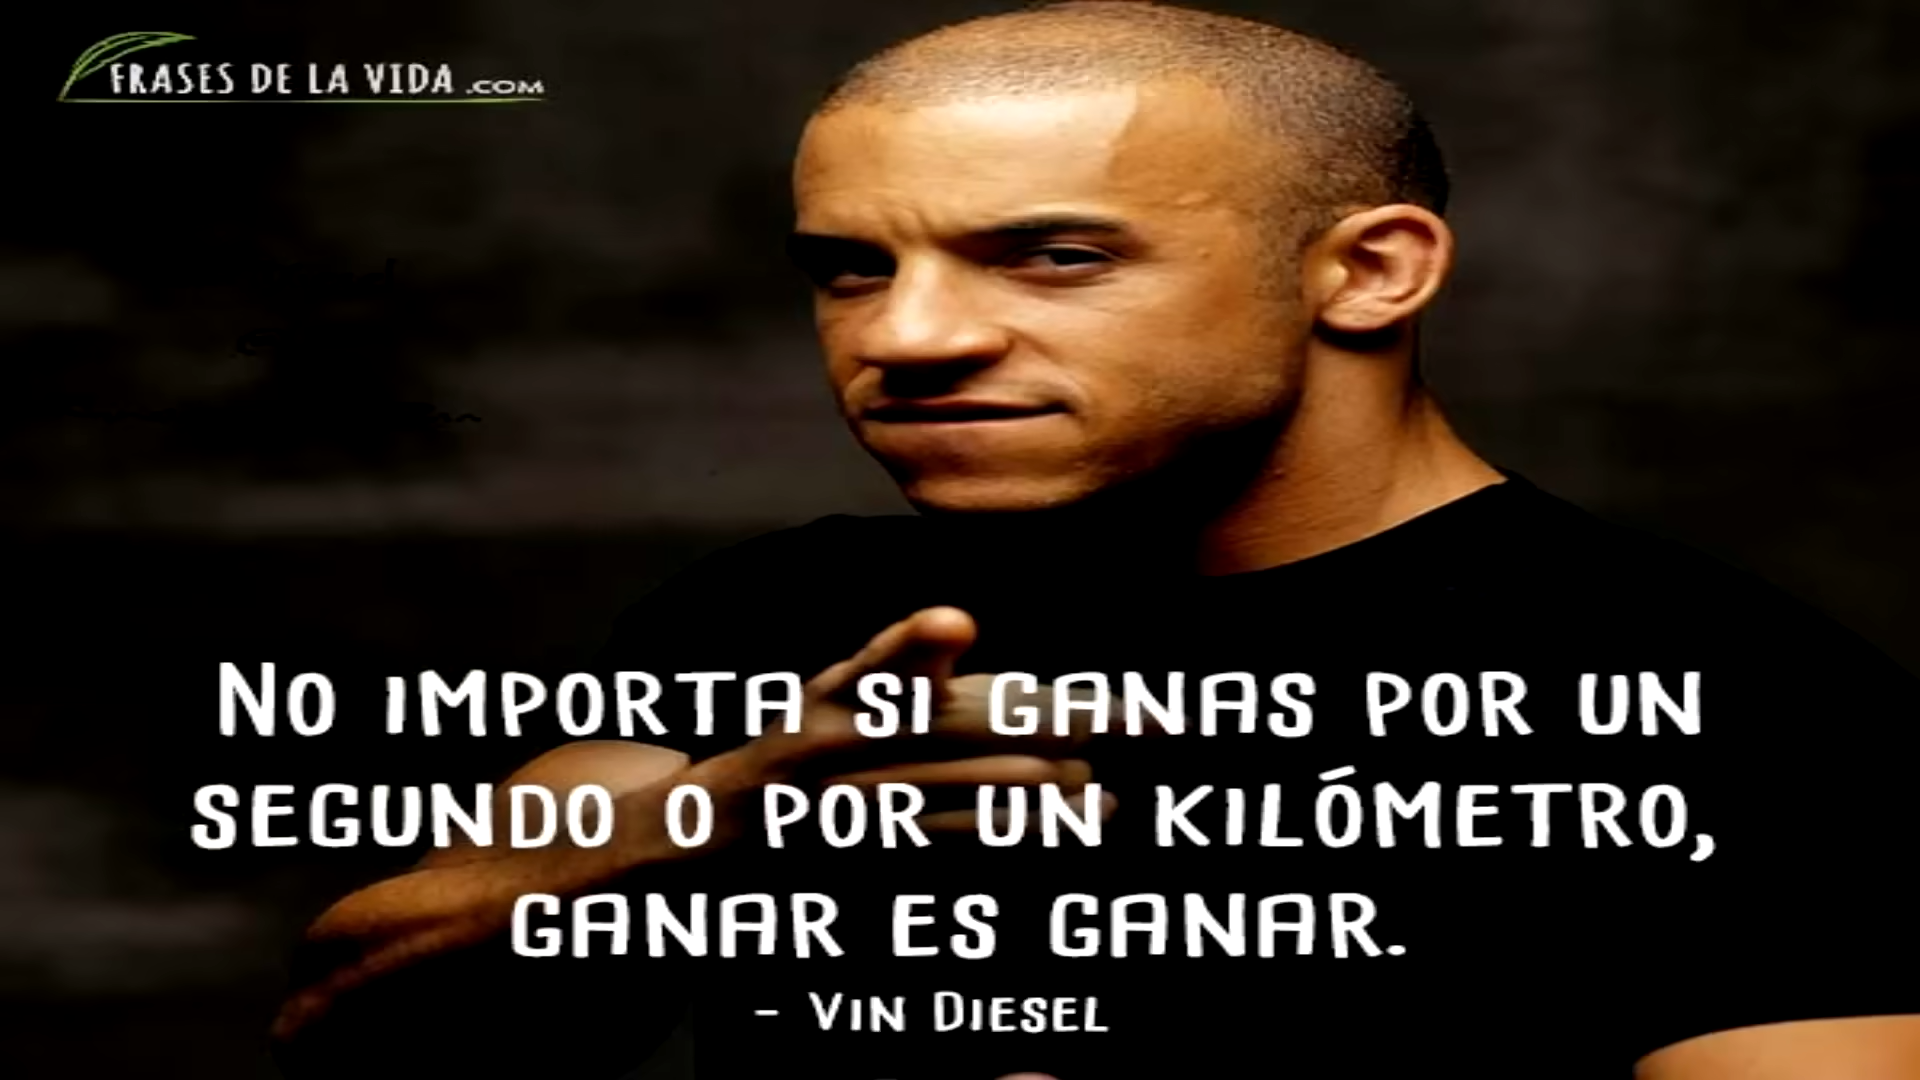 FRASES DE LA VIDA .COM
No importa si ganas por un
segundo o por un kilómetro,
ganar es ganar.
- Vin Diesel